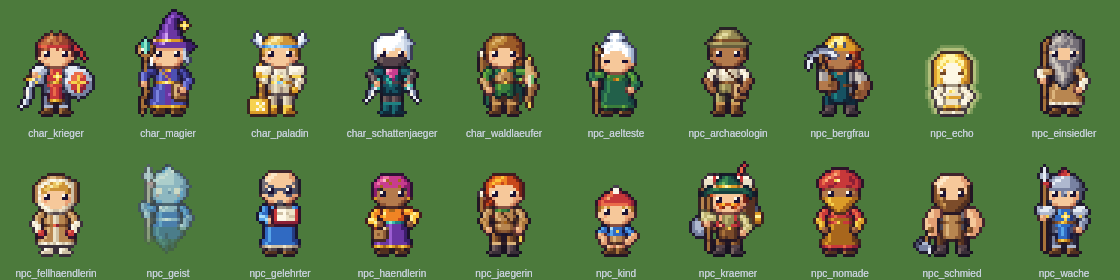 char_krieger char_magier char_paladin char_schattenjaeger char_waldlaeufer npc_aelteste npc_archaeologin npc_bergfrau npc_echo npc_einsiedler
npc_fellhaendlerin npc_geist npc_gelehrter npc_haendlerin npc_jaegerin npc_kind npc_kraemer npc_nomade npc_schmied npc_wache